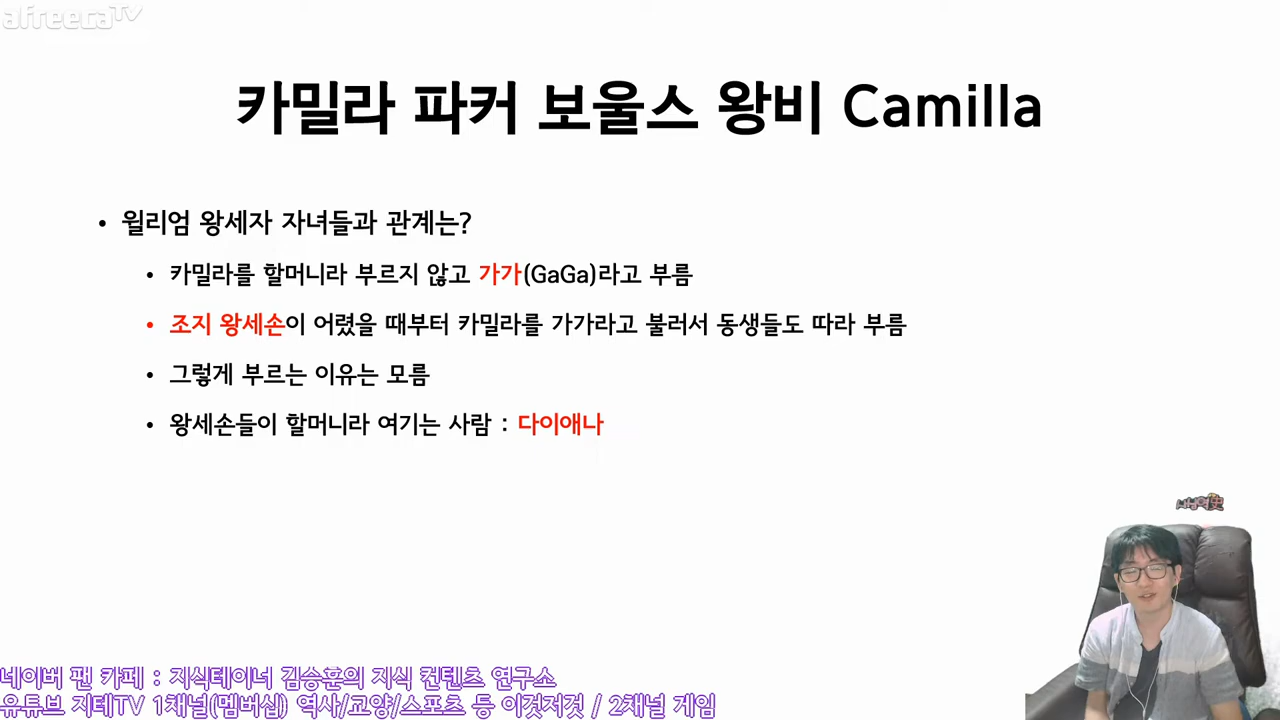 afreecaTV
카밀라 파커 보울스 왕비 Camilla
• 윌리엄 왕세자 자녀들과 관계는?
• 카밀라를 할머니라 부르지 않고 가가(GaGa)라고 부름
• 조지 왕세손이 어렸을 때부터 카밀라를 가가라고 불러서 동생들도 따라 부름
• 그렇게 부르는 이유는 모름
• 왕세손들이 할머니라 여기는 사람 : 다이애나
네이버 팬 카페 : 지식테이너 김승훈의 지식 컨텐츠 연구소
유튜브 지테TV 1채널(멤버십) 역사/교양/스포츠 등 이것저것 / 2채널 게임